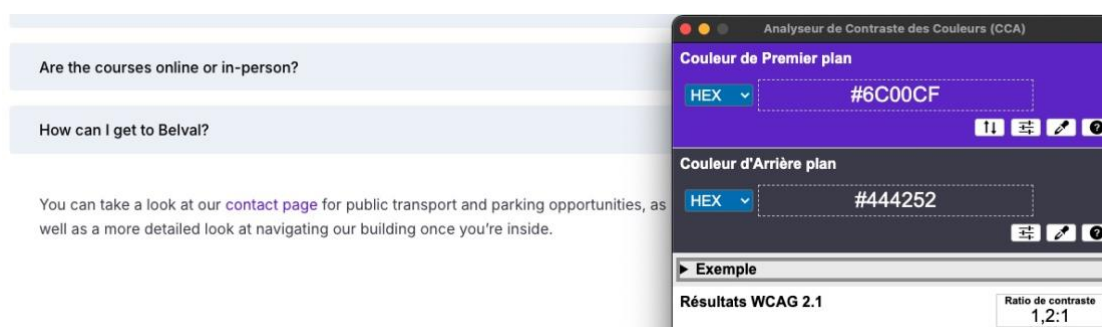 Are the courses online or in-person?
How can I get to Belval?
You can take a look at our contact page for public transport and parking opportunities, as
well as a more detailed look at navigating our building once you're inside.
Analyseur de Contraste des Couleurs (CCA)
Couleur de Premier plan
HEX
#6C00CF
Couleur d'Arrière plan
HEX
#444252
Exemple
Résultats WCAG 2.1
Ratio de contraste
1,2:1